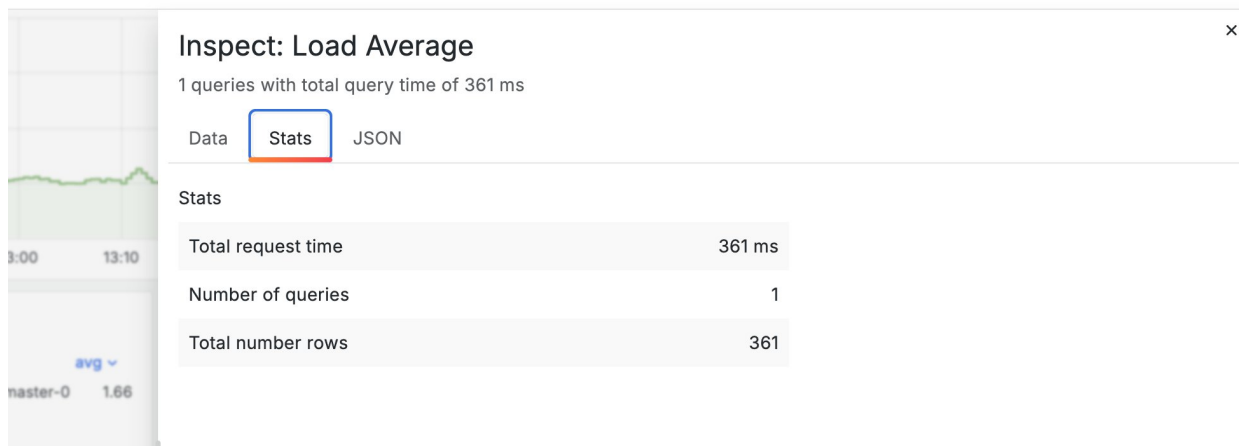 Inspect: Load Average
×
1 queries with total query time of 361 ms
Data Stats JSON
Stats
Total request time 361 ms
Number of queries 1
Total number rows 361
3:00 13:10
avg
master-0 1.66